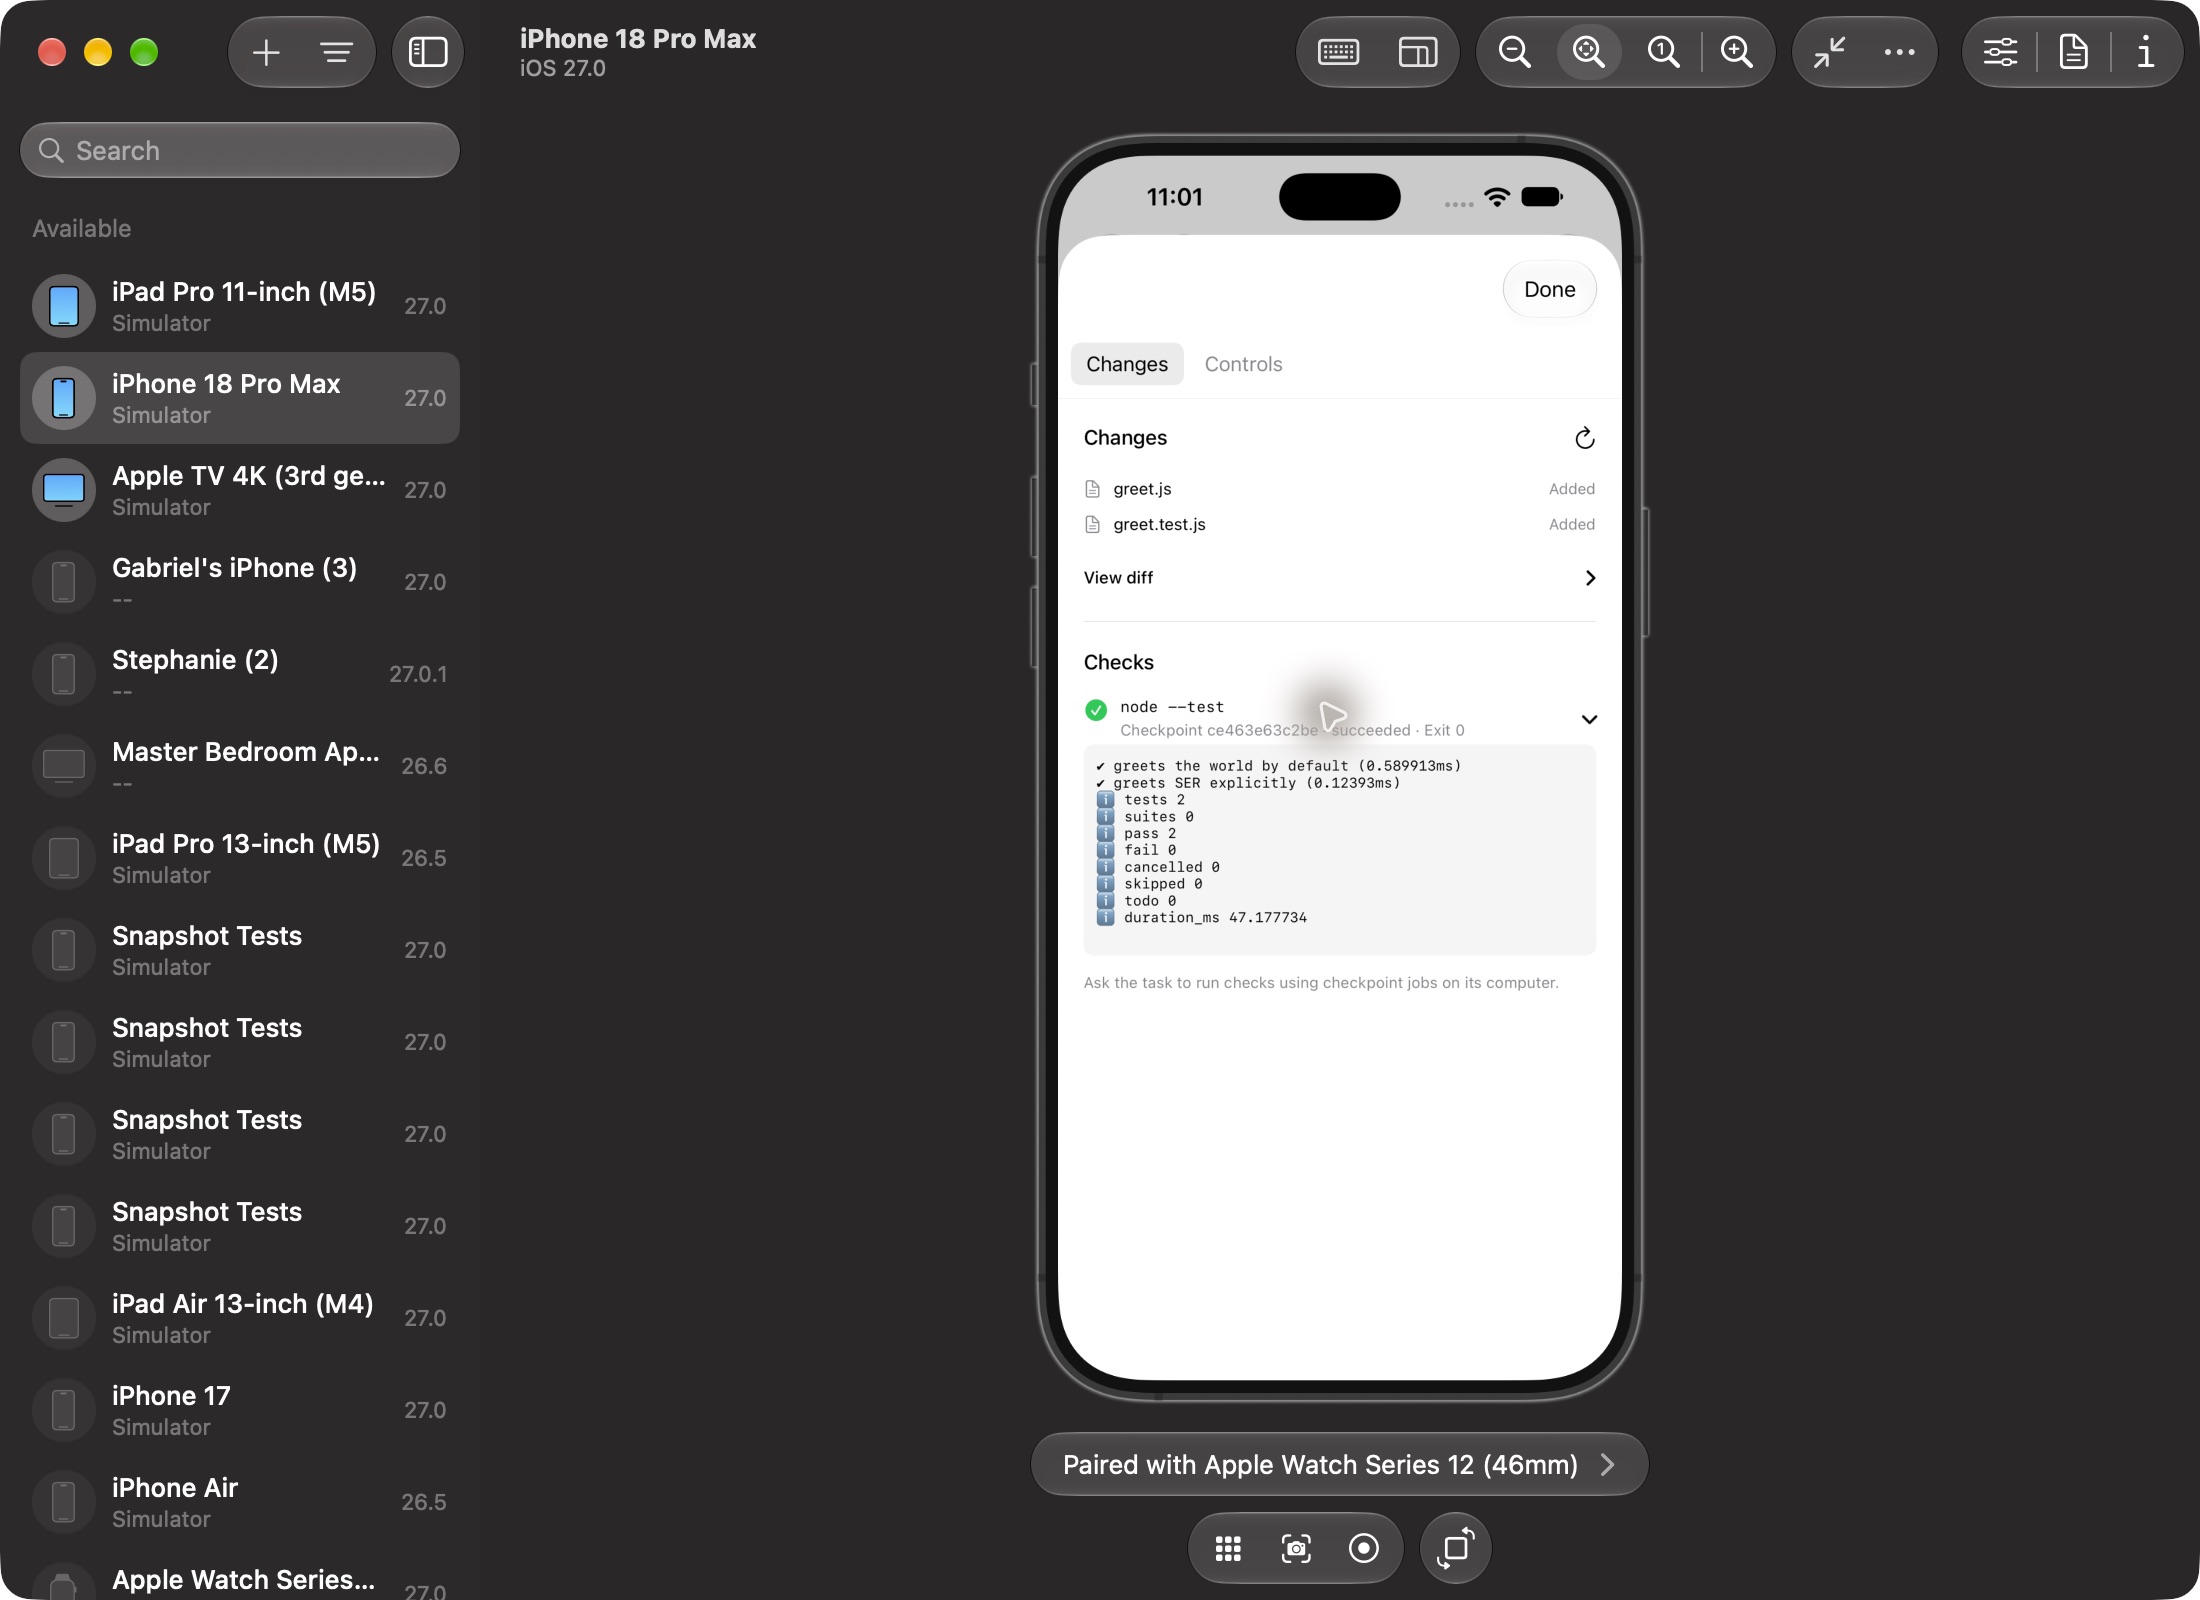 iPhone 18 Pro Max
iOS 27.0
Search
Available
iPad Pro 11-inch (M5)
Simulator
27.0
iPhone 18 Pro Max
Simulator
27.0
Apple TV 4K (3rd ge...
Simulator
27.0
Gabriel's iPhone (3)
--
27.0
Stephanie (2)
--
27.0.1
Master Bedroom Ap...
--
26.6
iPad Pro 13-inch (M5)
Simulator
26.5
Snapshot Tests
Simulator
27.0
Snapshot Tests
Simulator
27.0
Snapshot Tests
Simulator
27.0
Snapshot Tests
Simulator
27.0
iPad Air 13-inch (M4)
Simulator
27.0
iPhone 17
Simulator
27.0
iPhone Air
Simulator
26.5
Apple Watch Series...
27.0
11:01
Done
Changes
Controls
Changes
greet.js
Added
greet.test.js
Added
View diff
Checks
node --test
Checkpoint ce463e63c2be · succeeded · Exit 0
✔ greets the world by default (0.589913ms)
✔ greets SER explicitly (0.12393ms)
ℹ tests 2
ℹ suites 0
ℹ pass 2
ℹ fail 0
ℹ cancelled 0
ℹ skipped 0
ℹ todo 0
ℹ duration_ms 47.177734
Ask the task to run checks using checkpoint jobs on its computer.
Paired with Apple Watch Series 12 (46mm)